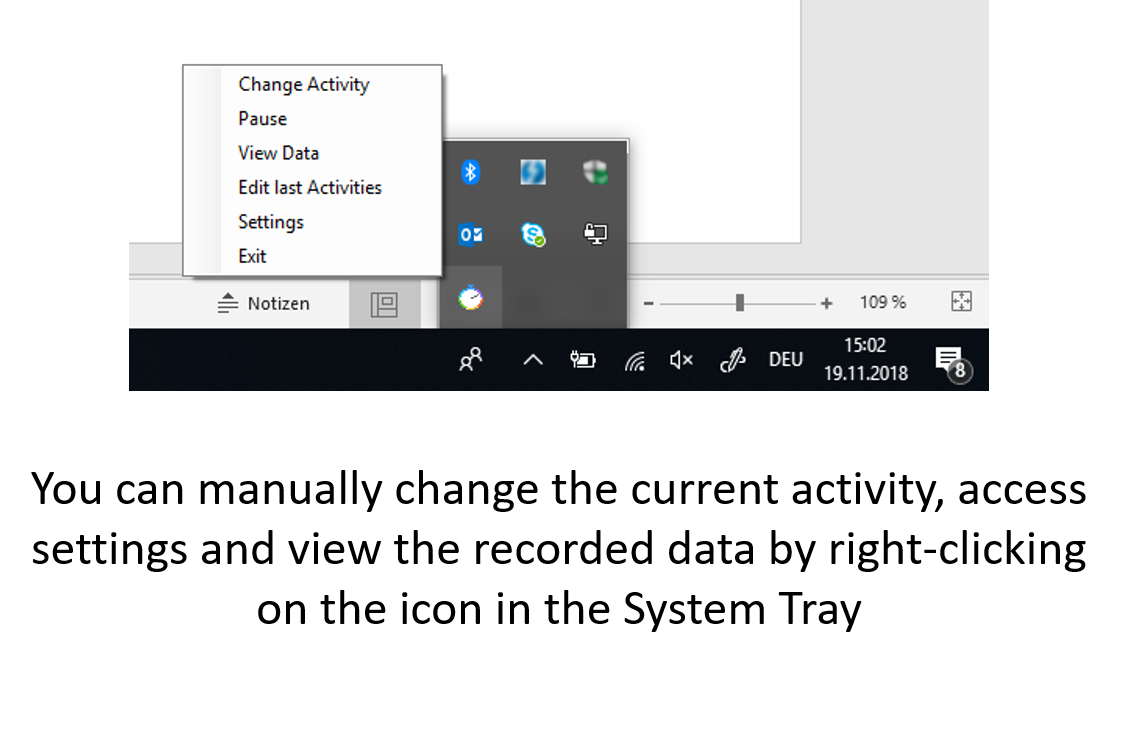 Change Activity
Pause
View Data
Edit last Activities
Settings
Exit
Notizen
109 %
DEU
15:02
19.11.2018
8
You can manually change the current activity, access
settings and view the recorded data by right-clicking
on the icon in the System Tray